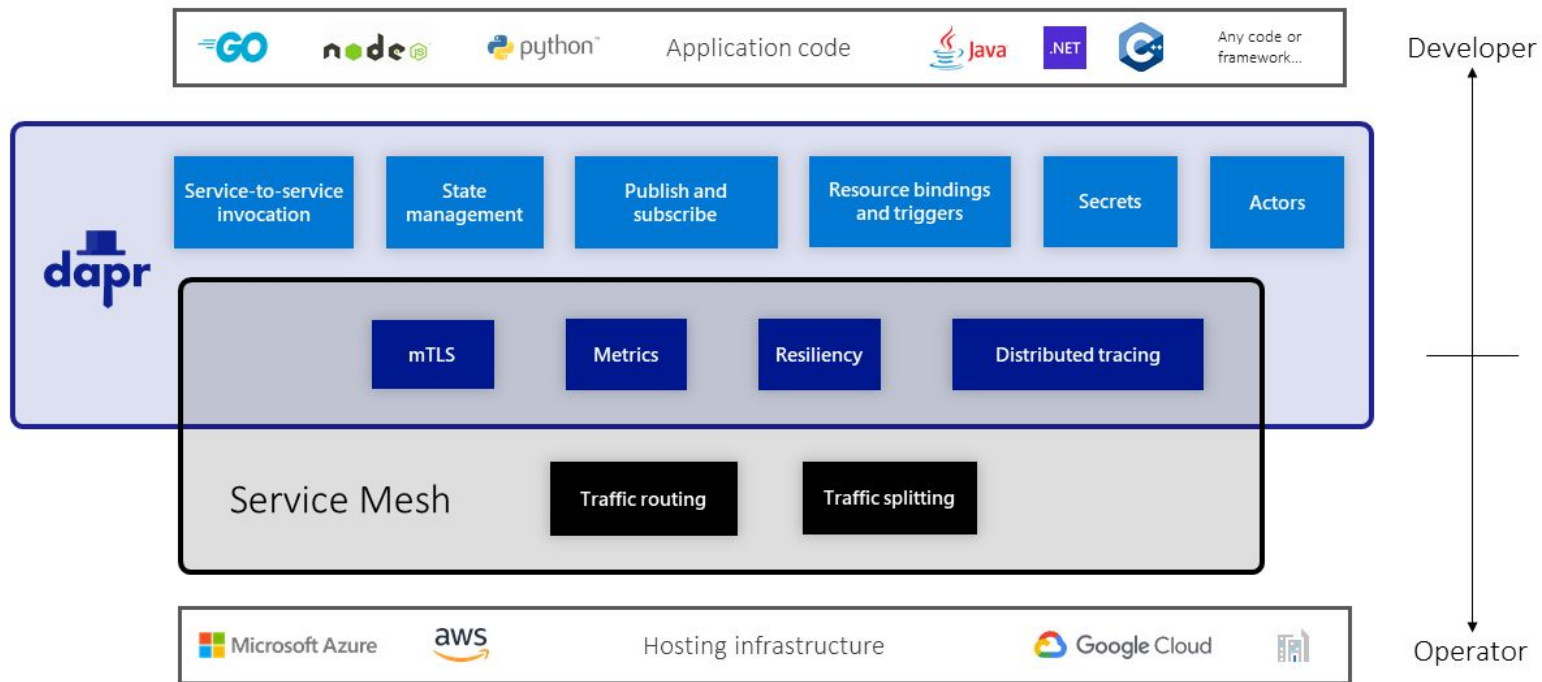 GO
node JS
python™
Application code
Java
.NET
C++
Any code or
framework...
Developer
Service-to-service
invocation
State
management
Publish and
subscribe
Resource bindings
and triggers
Secrets
Actors
dapr
mTLS
Metrics
Resiliency
Distributed tracing
Service Mesh
Traffic routing
Traffic splitting
Microsoft Azure
aws
Hosting infrastructure
Google Cloud
Operator